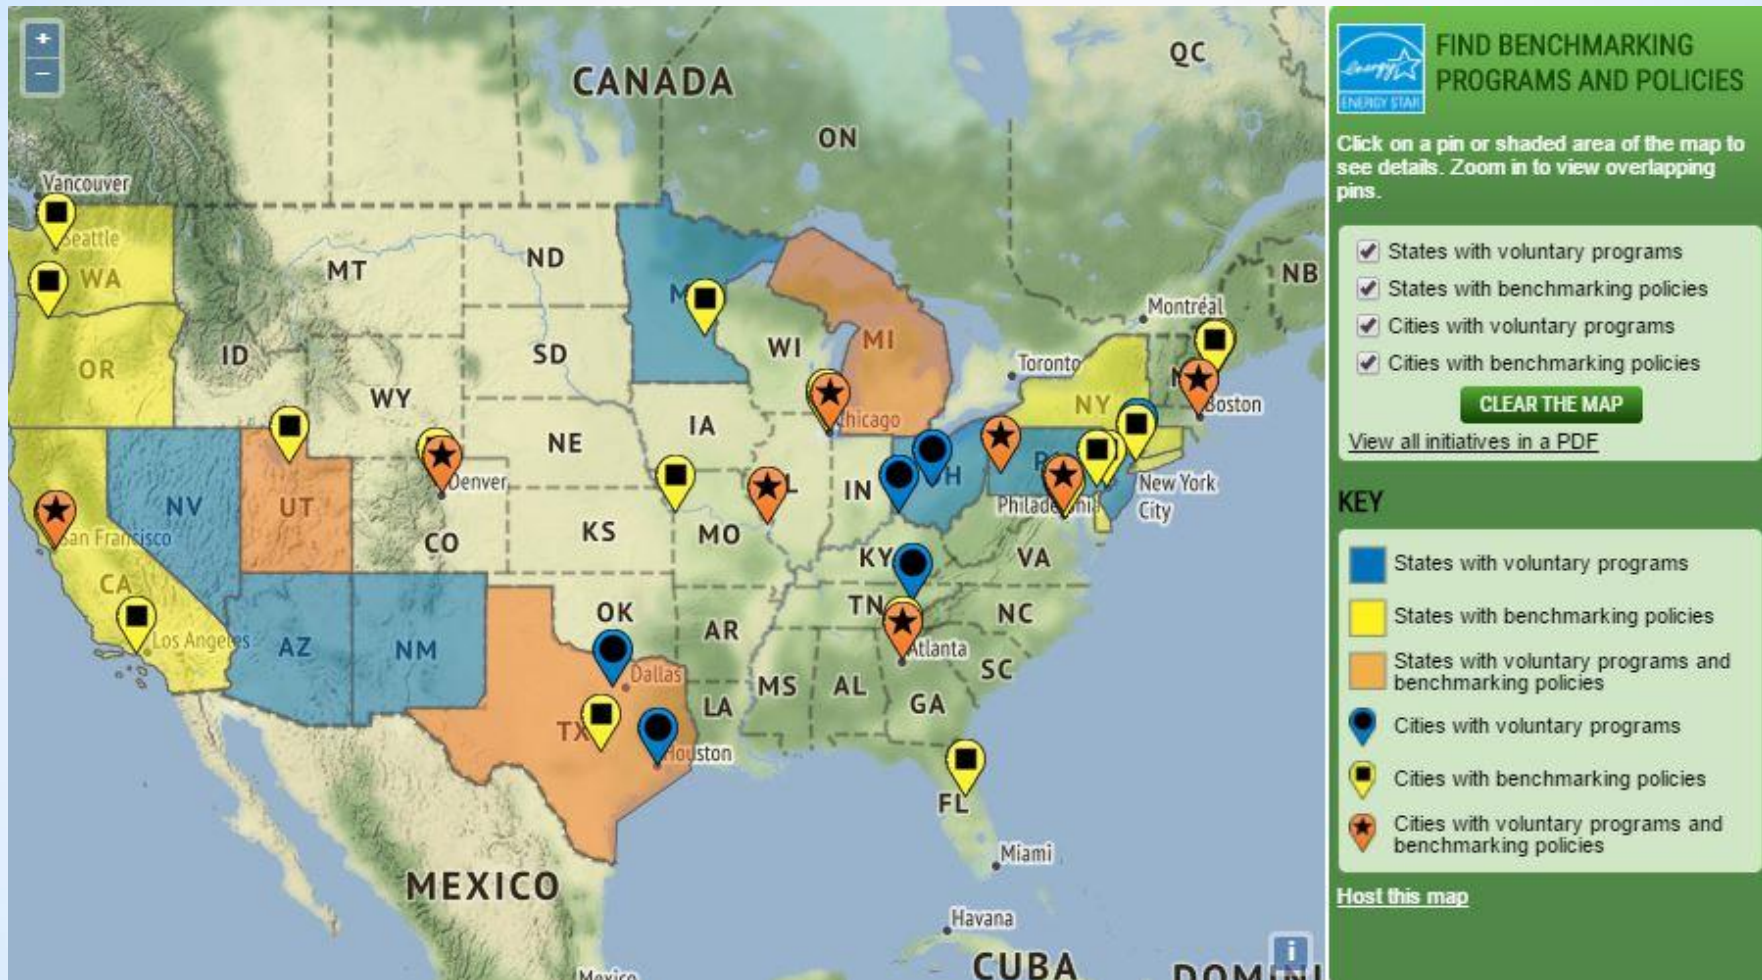 +
−
CANADA
QC
ON
Vancouver
Seattle
WA
MT
ND
NB
Montréal
OR
ID
SD
WI
MI
Toronto
WY
NY
Boston
Chicago
IA
NE
Denver
IN
Philadelphia
New York
City
NV
UT
San Francisco
CO
KS
MO
KY
VA
CA
TN
NC
OK
Los Angeles
AZ
NM
AR
Atlanta
SC
Dallas
MS
AL
GA
LA
TX
Houston
FL
Miami
MEXICO
Havana
CUBA
i
Mexico
DOMINI
energy
ENERGY STAR
FIND BENCHMARKING
PROGRAMS AND POLICIES
Click on a pin or shaded area of the map to
see details. Zoom in to view overlapping
pins.
States with voluntary programs
States with benchmarking policies
Cities with voluntary programs
Cities with benchmarking policies
CLEAR THE MAP
View all initiatives in a PDF
KEY
States with voluntary programs
States with benchmarking policies
States with voluntary programs and
benchmarking policies
Cities with voluntary programs
Cities with benchmarking policies
Cities with voluntary programs and
benchmarking policies
Host this map